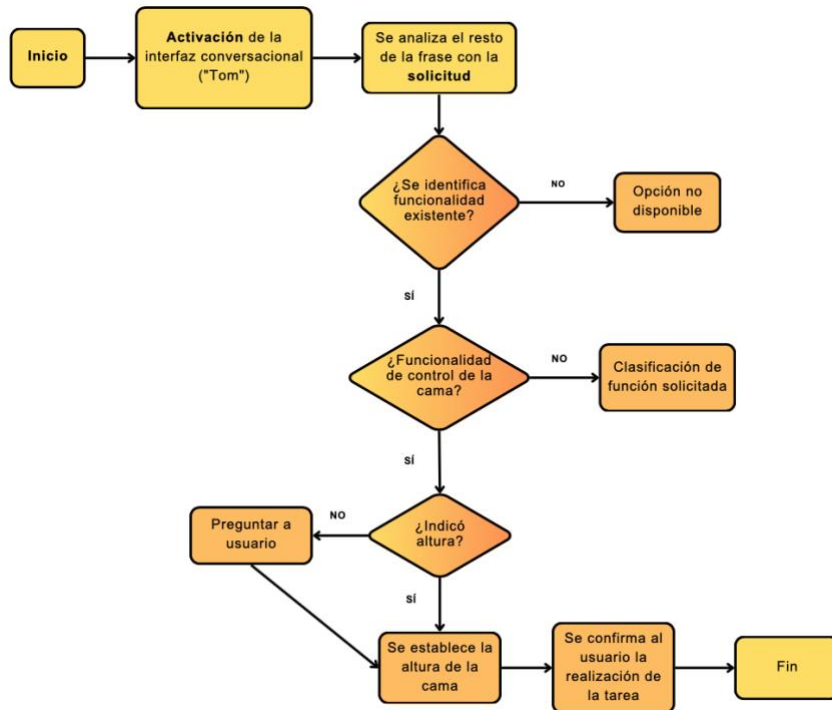 Inicio
Activación de la
interfaz conversacional
("Tom")
Se analiza el resto
de la frase con la
solicitud
¿Se identifica
funcionalidad
existente?
NO
Opción no
disponible
SÍ
¿Funcionalidad
de control de la
cama?
NO
Clasificación de
función solicitada
SÍ
¿Indicó
altura?
NO
Preguntar a
usuario
SÍ
Se establece la
altura de la
cama
Se confirma al
usuario la
realización de
la tarea
Fin